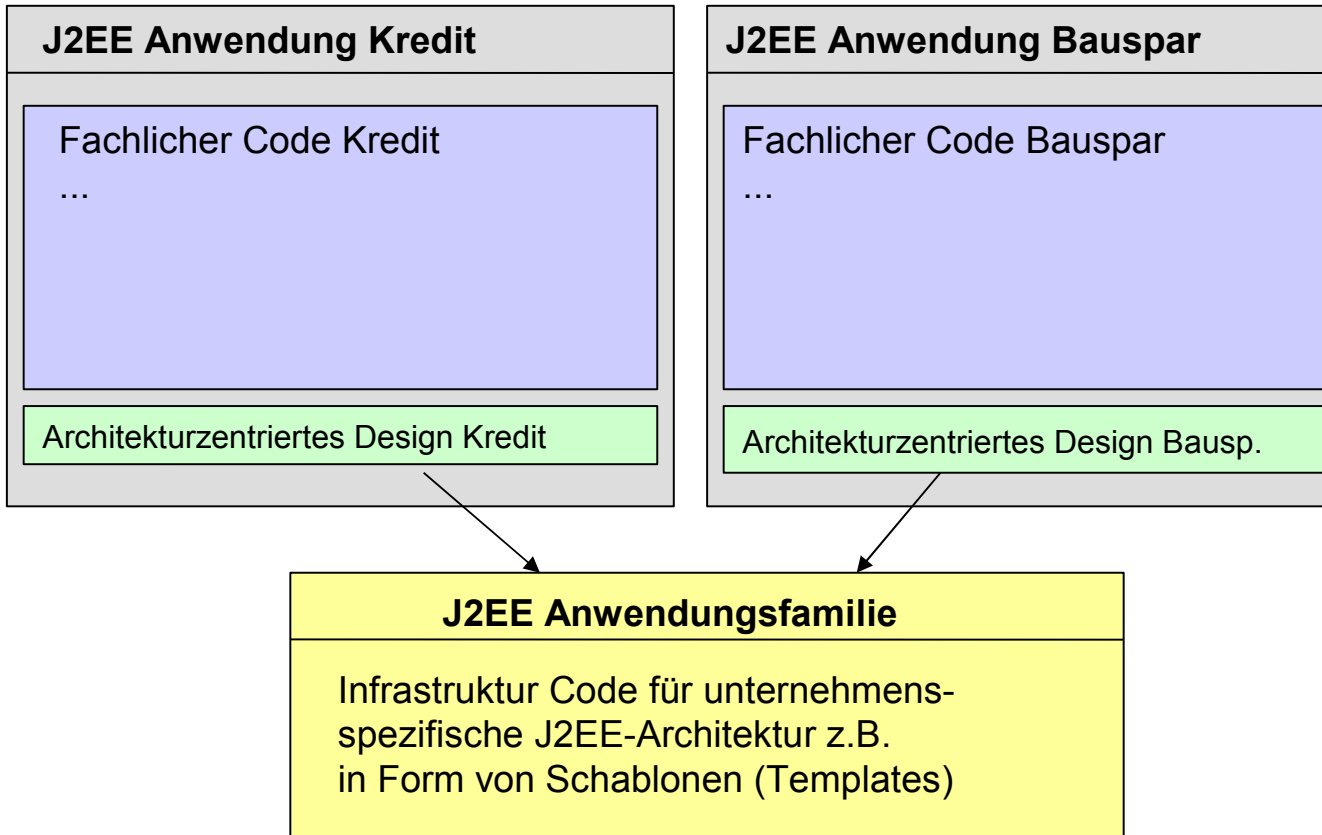 J2EE Anwendung Kredit
Fachlicher Code Kredit
...
Architekturzentriertes Design Kredit
J2EE Anwendung Bauspar
Fachlicher Code Bauspar
...
Architekturzentriertes Design Bausp.
J2EE Anwendungsfamilie
Infrastruktur Code für unternehmens-
spezifische J2EE-Architektur z.B.
in Form von Schablonen (Templates)